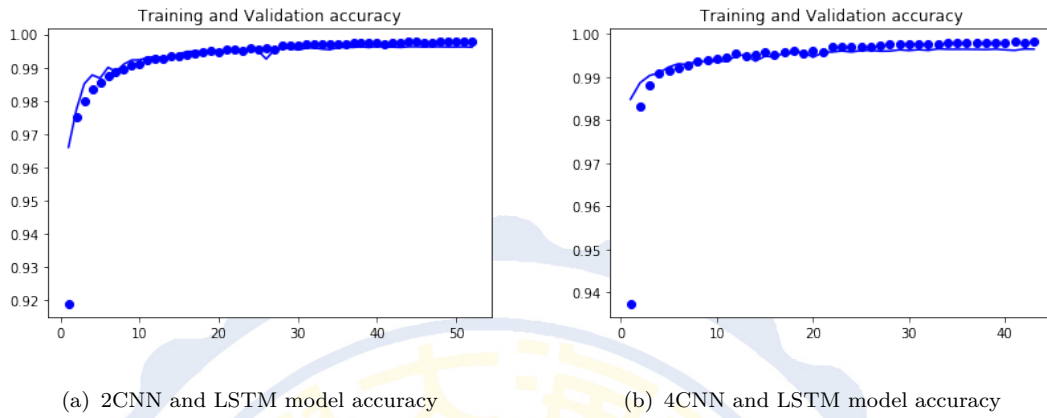 Training and Validation accuracy
1.00
0.99
0.98
0.97
0.96
0.95
0.94
0.93
0.92
0 10 20 30 40 50
(a) 2CNN and LSTM model accuracy
Training and Validation accuracy
1.00
0.99
0.98
0.97
0.96
0.95
0.94
0 10 20 30 40
(b) 4CNN and LSTM model accuracy